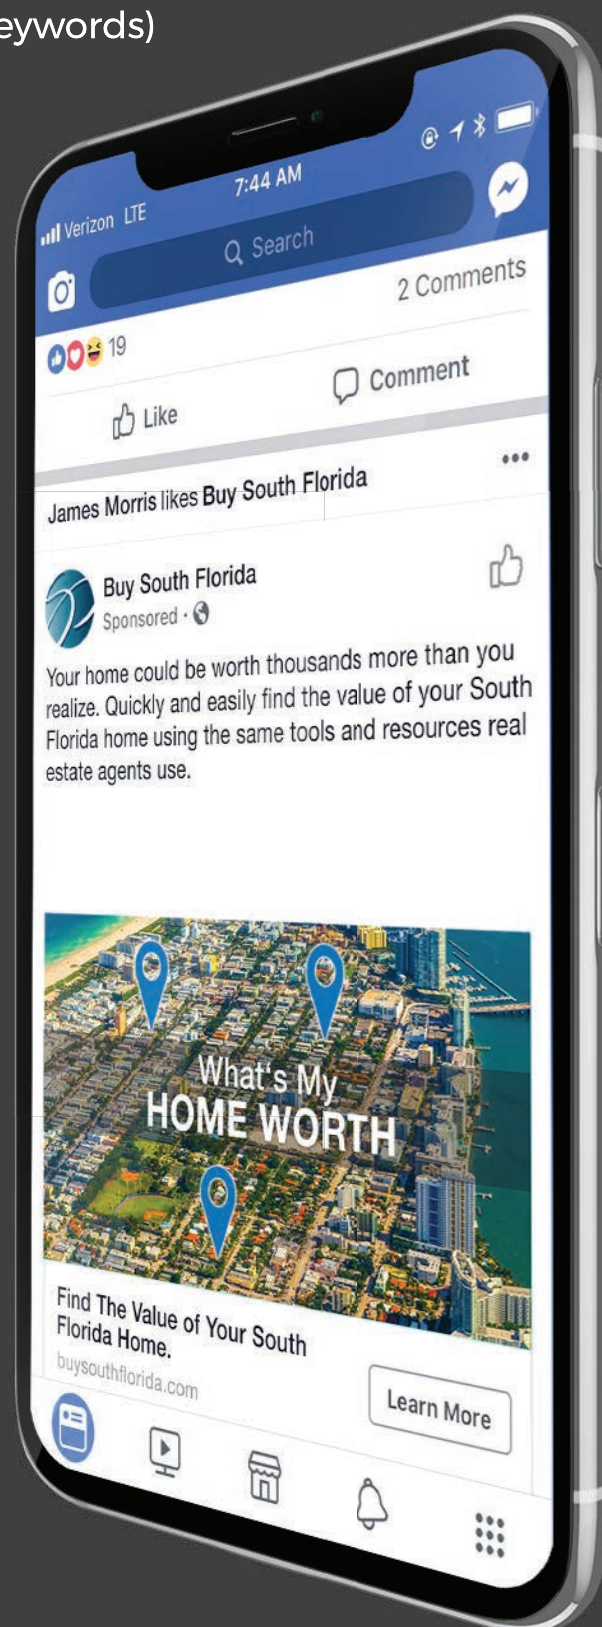 eywords)
Verizon LTE
7:44 AM
Search
2 Comments
19
Like
Comment
James Morris likes Buy South Florida
Buy South Florida
Sponsored ·
Your home could be worth thousands more than you
realize. Quickly and easily find the value of your South
Florida home using the same tools and resources real
estate agents use.
What's My
HOME WORTH
Find The Value of Your South
Florida Home.
buysouthflorida.com
Learn More